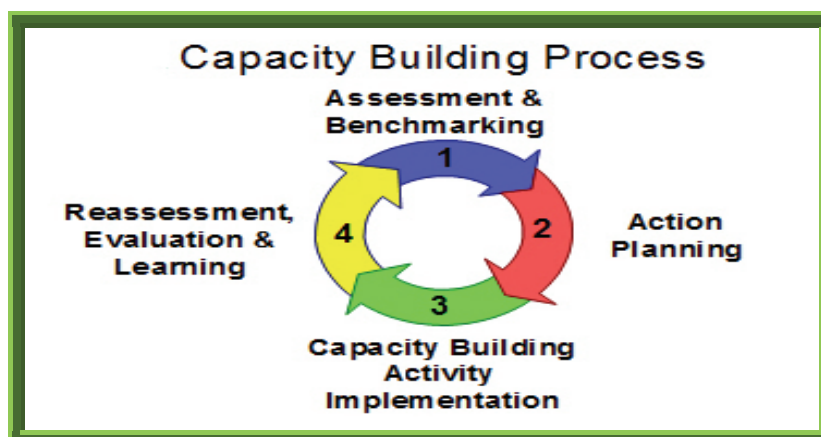 Capacity Building Process
Assessment &
Benchmarking
1
2
Action
Planning
3
Capacity Building
Activity
Implementation
4
Reassessment,
Evaluation &
Learning